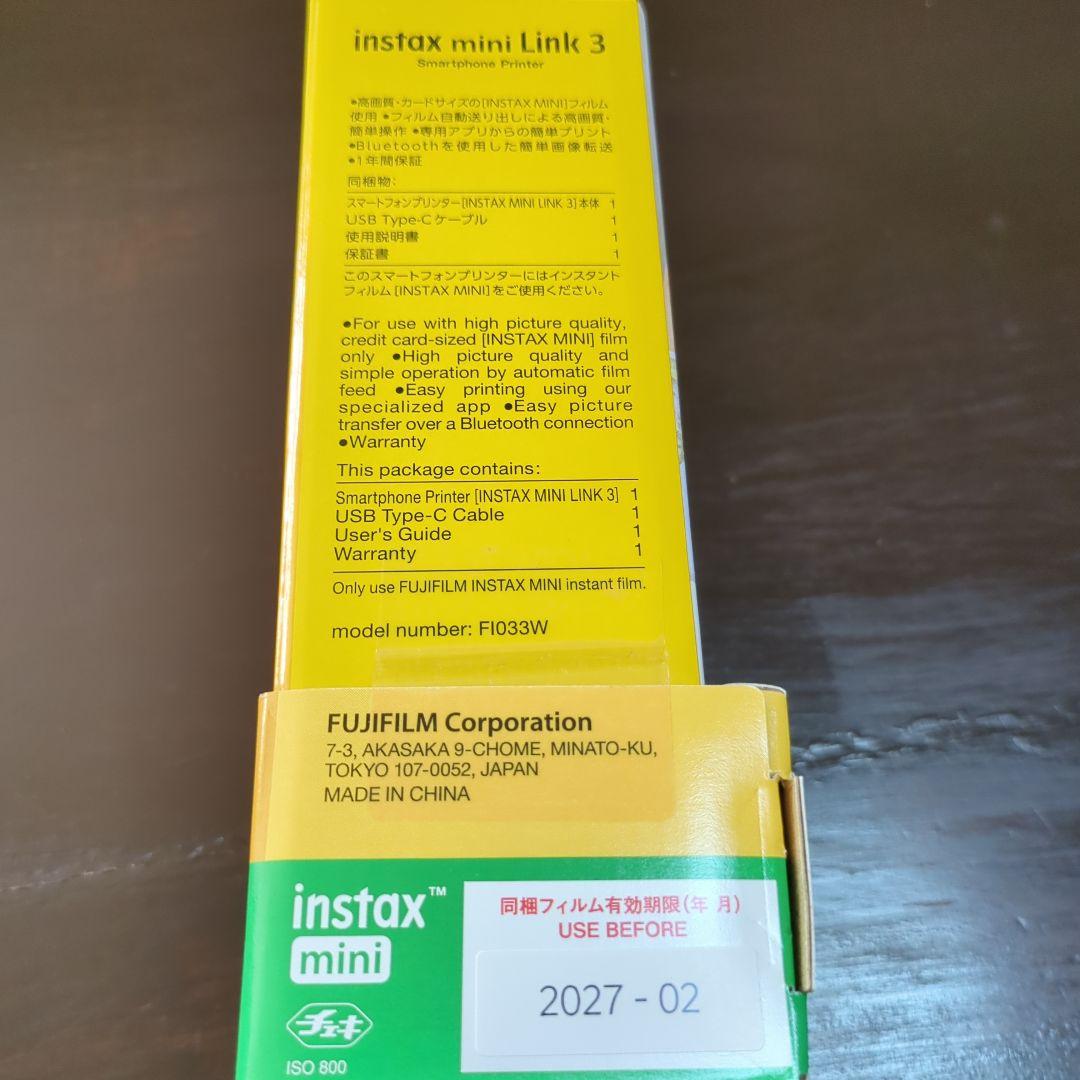 instax mini Link 3
Smartphone Printer
●高画質・カードサイズの[INSTAX MINI]フィルム
使用 ●フィルム自動送り出しによる高画質・
簡単操作 ●専用アプリからの簡単プリント
●Bluetoothを使用した簡単画像転送
●1年間保証
同梱物:
スマートフォンプリンター[INSTAX MINI LINK 3]本体 1
USB Type-Cケーブル 1
使用説明書 1
保証書 1
このスマートフォンプリンターにはインスタント
フィルム[INSTAX MINI]をご使用ください。
●For use with high picture quality,
credit card-sized [INSTAX MINI] film
only ●High picture quality and
simple operation by automatic film
feed ●Easy printing using our
specialized app ●Easy picture
transfer over a Bluetooth connection
●Warranty
This package contains:
Smartphone Printer [INSTAX MINI LINK 3] 1
USB Type-C Cable 1
User's Guide 1
Warranty 1
Only use FUJIFILM INSTAX MINI instant film.
model number: FI033W
FUJIFILM Corporation
7-3, AKASAKA 9-CHOME, MINATO-KU,
TOKYO 107-0052, JAPAN
MADE IN CHINA
instax™
mini
チェキ
ISO 800
同梱フィルム有効期限(年 月)
USE BEFORE
2027 - 02